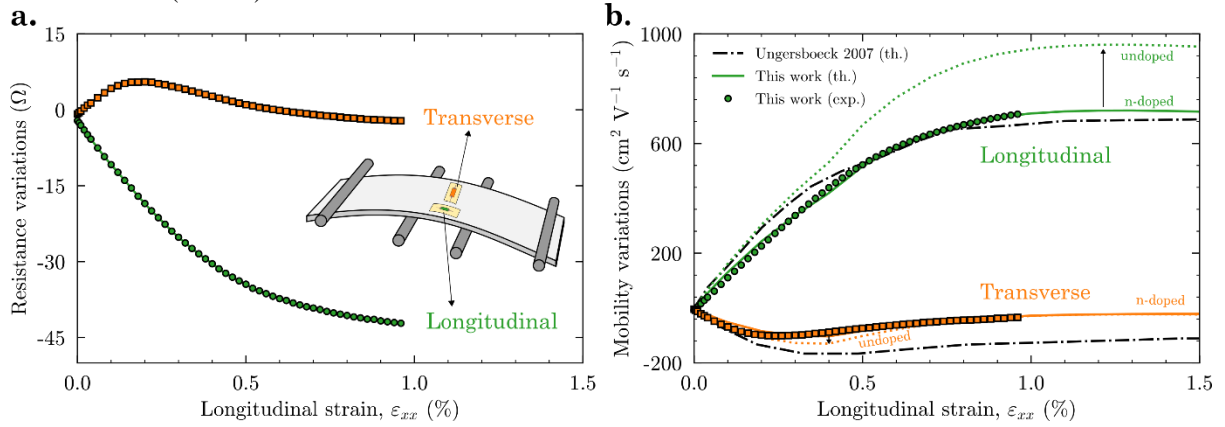 a.
15
0
-15
-30
-45
Resistance variations (Ω)
Transverse
Longitudinal
0.0
0.5
1.0
1.5
Longitudinal strain, εxx (%)
b.
1000
600
200
-200
Mobility variations (cm² V⁻¹ s⁻¹)
Ungersboeck 2007 (th.)
This work (th.)
This work (exp.)
undoped
n-doped
Longitudinal
Transverse
n-doped
undoped
0.0
0.5
1.0
1.5
Longitudinal strain, εxx (%)